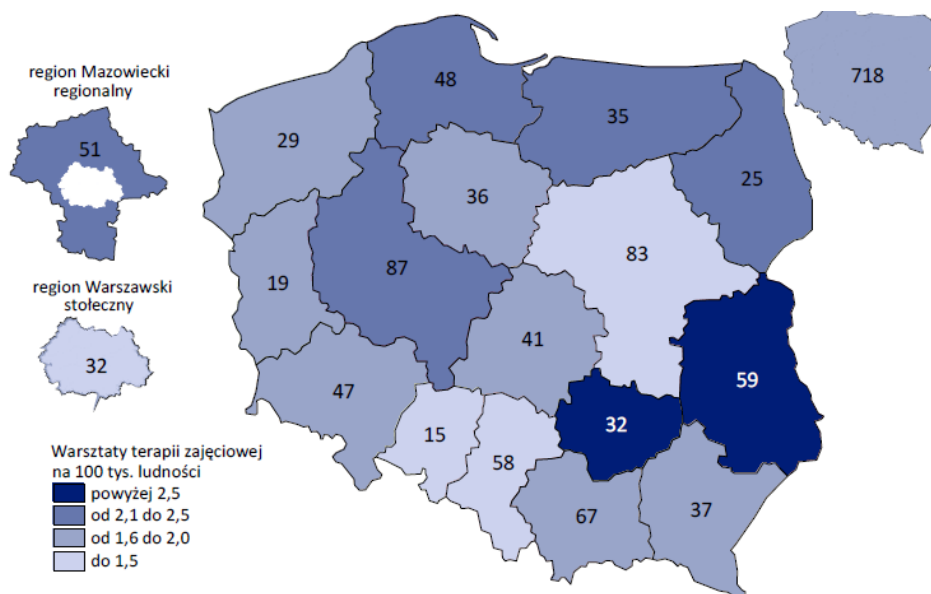 region Mazowiecki
regionalny
51
region Warszawski
stołeczny
32
48
35
718
29
36
25
83
19
87
41
59
47
15
32
58
67
37
Warsztaty terapii zajęciowej
na 100 tys. ludności
powyżej 2,5
od 2,1 do 2,5
od 1,6 do 2,0
do 1,5